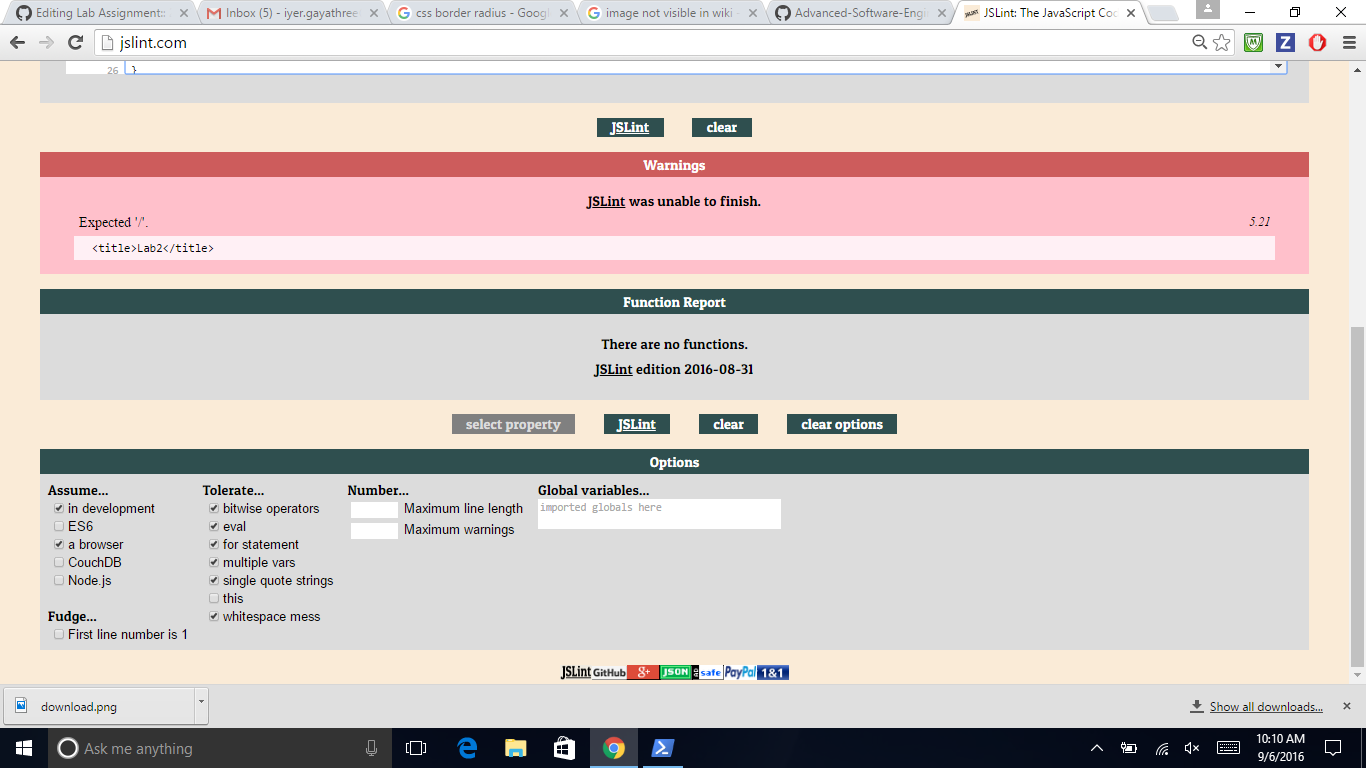 Editing Lab Assignment:
Inbox (5) - iyer.gayathree
css border radius - Goog
image not visible in wiki
Advanced-Software-Engi
JSLint: The JavaScript Co
jslint.com
26 }
JSLint clear
Warnings
JSLint was unable to finish.
Expected '/'. 5.21
<title>Lab2</title>
Function Report
There are no functions.
JSLint edition 2016-08-31
select property JSLint clear clear options
Options
Assume... Tolerate... Number... Global variables...
in development bitwise operators Maximum line length imported globals here
ES6 eval Maximum warnings
a browser for statement
CouchDB multiple vars
Node.js single quote strings
this
Fudge... whitespace mess
First line number is 1
JSLint GitHub g+ JSON safe PayPal 1&1
download.png Show all downloads...
Ask me anything
10:10 AM
9/6/2016